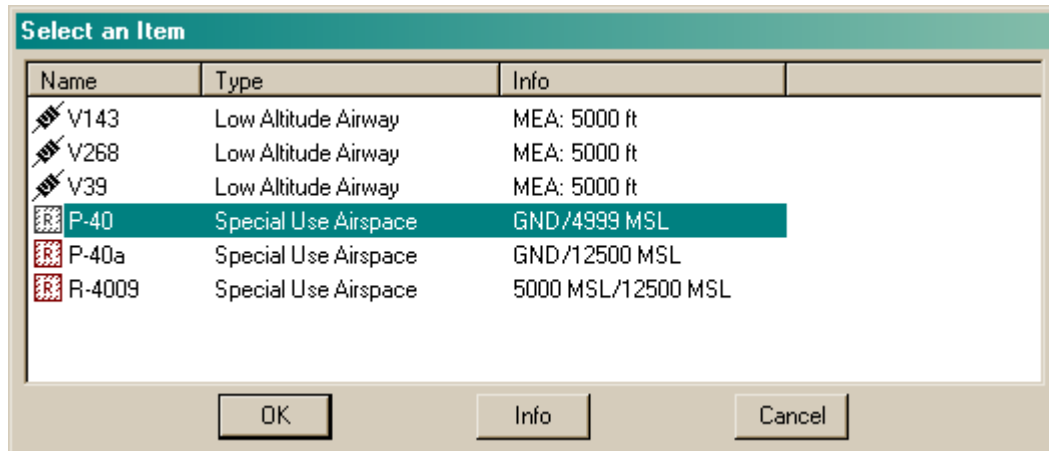 Select an Item
Name Type Info
V143 Low Altitude Airway MEA: 5000 ft
V268 Low Altitude Airway MEA: 5000 ft
V39 Low Altitude Airway MEA: 5000 ft
R P-40 Special Use Airspace GND/4999 MSL
R P-40a Special Use Airspace GND/12500 MSL
R R-4009 Special Use Airspace 5000 MSL/12500 MSL
OK Info Cancel